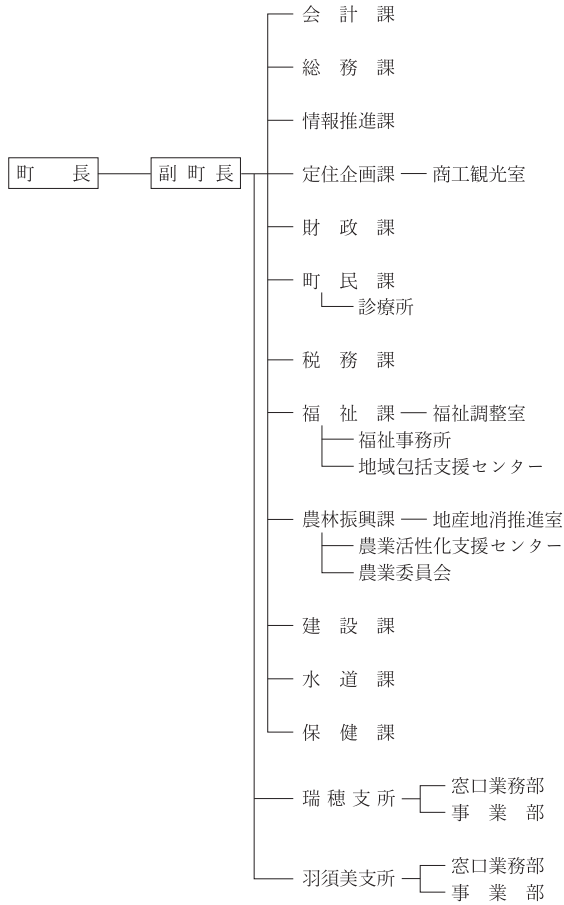 会計課
総務課
情報推進課
町長 副町長 定住企画課 商工観光室
財政課
町民課
診療所
税務課
福祉課 福祉調整室
福祉事務所
地域包括支援センター
農林振興課 地産地消推進室
農業活性化支援センター
農業委員会
建設課
水道課
保健課
瑞穂支所 窓口業務部
事業部
羽須美支所 窓口業務部
事業部